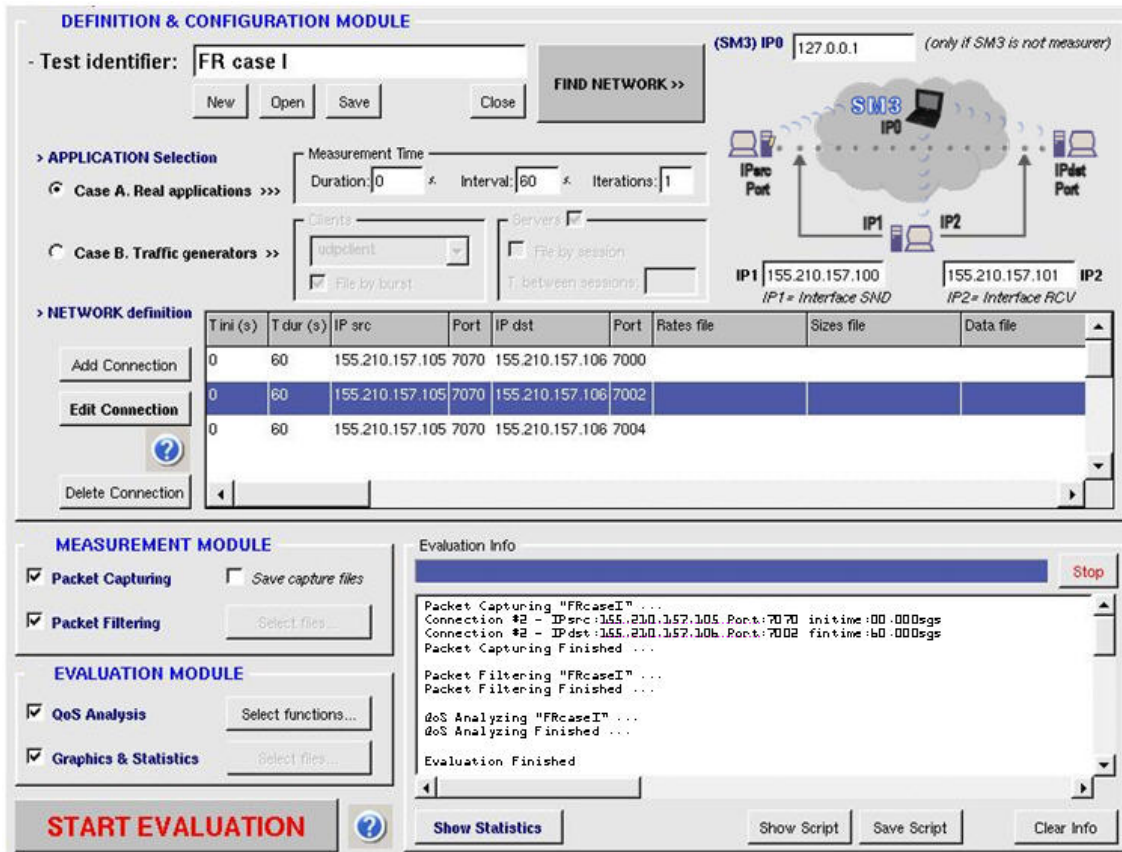 DEFINITION & CONFIGURATION MODULE
- Test identifier: FR case I
New Open Save Close
FIND NETWORK >>
(SM3) IP0 127.0.0.1 (only if SM3 is not measurer)
SM3
IP0
IPsrc
Port
IPdst
Port
IP1 IP2
IP1 155.210.157.100 155.210.157.101 IP2
IP1= Interface SND IP2= Interface RCV
> APPLICATION Selection
Case A. Real applications >>>
Measurement Time
Duration: 0 s. Interval: 60 s. Iterations: 1
Case B. Traffic generators >>
Clients
udpclient
File by burst
Servers
File by session
T. between sessions:
> NETWORK definition
T ini (s) T dur (s) IP src Port IP dst Port Rates file Sizes file Data file
0 60 155.210.157.105 7070 155.210.157.106 7000
0 60 155.210.157.105 7070 155.210.157.106 7002
0 60 155.210.157.105 7070 155.210.157.106 7004
Add Connection
Edit Connection
?
Delete Connection
MEASUREMENT MODULE
Packet Capturing Save capture files
Packet Filtering Select files...
EVALUATION MODULE
QoS Analysis Select functions...
Graphics & Statistics Select files...
START EVALUATION ?
Evaluation Info
Stop
Packet Capturing "FRcaseI" ...
Connection #2 - IPsrc:155.210.157.105 Port:7070 initime:00.000sgs
Connection #2 - IPdst:155.210.157.106 Port:7002 fintime:60.000sgs
Packet Capturing Finished ...
Packet Filtering "FRcaseI" ...
Packet Filtering Finished ...
QoS Analyzing "FRcaseI" ...
QoS Analyzing Finished ...
Evaluation Finished
Show Statistics Show Script Save Script Clear Info